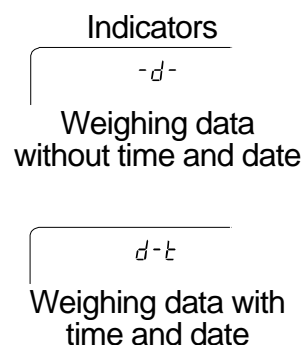 Indicators
-d-
Weighing data
without time and date
d-t
Weighing data with
time and date